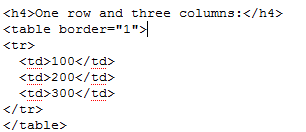 <h4>One row and three columns:</h4>
<table border="1">
<tr>
  <td>100</td>
  <td>200</td>
  <td>300</td>
</tr>
</table>